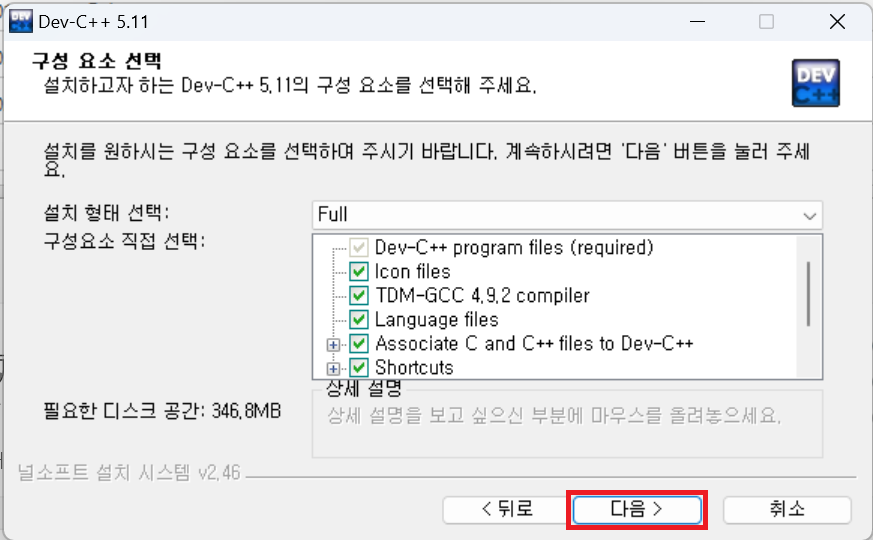 Dev-C++ 5.11
구성 요소 선택
설치하고자 하는 Dev-C++ 5.11의 구성 요소를 선택해 주세요.
DEV
C++
설치를 원하시는 구성 요소를 선택하여 주시기 바랍니다. 계속하시려면 '다음' 버튼을 눌러 주세
요.
설치 형태 선택:
Full
구성요소 직접 선택:
Dev-C++ program files (required)
Icon files
TDM-GCC 4.9.2 compiler
Language files
Associate C and C++ files to Dev-C++
Shortcuts
필요한 디스크 공간: 346.8MB
상세 설명
상세 설명을 보고 싶으신 부분에 마우스를 올려놓으세요.
널소프트 설치 시스템 v2.46
< 뒤로
다음 >
취소